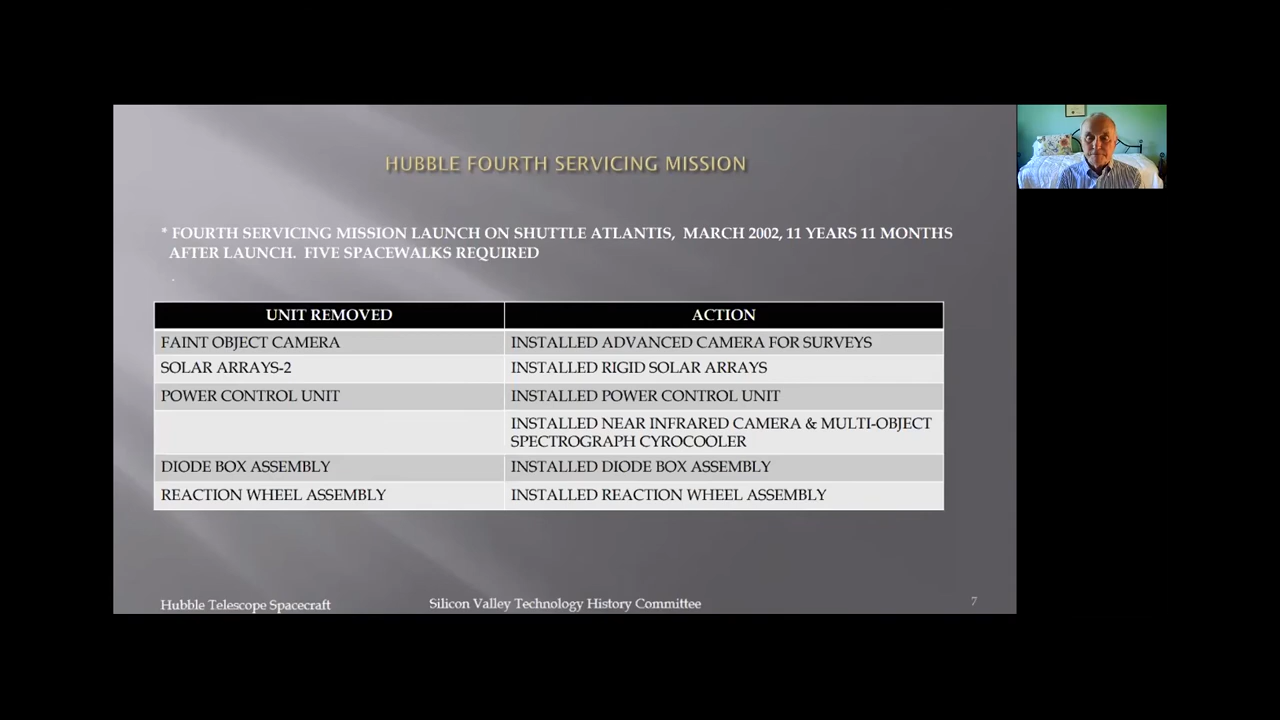 HUBBLE FOURTH SERVICING MISSION
* FOURTH SERVICING MISSION LAUNCH ON SHUTTLE ATLANTIS, MARCH 2002, 11 YEARS 11 MONTHS
AFTER LAUNCH. FIVE SPACEWALKS REQUIRED
.
UNIT REMOVED ACTION
FAINT OBJECT CAMERA INSTALLED ADVANCED CAMERA FOR SURVEYS
SOLAR ARRAYS-2 INSTALLED RIGID SOLAR ARRAYS
POWER CONTROL UNIT INSTALLED POWER CONTROL UNIT
INSTALLED NEAR INFRARED CAMERA & MULTI-OBJECT
SPECTROGRAPH CYROCOOLER
DIODE BOX ASSEMBLY INSTALLED DIODE BOX ASSEMBLY
REACTION WHEEL ASSEMBLY INSTALLED REACTION WHEEL ASSEMBLY
Hubble Telescope Spacecraft Silicon Valley Technology History Committee 7